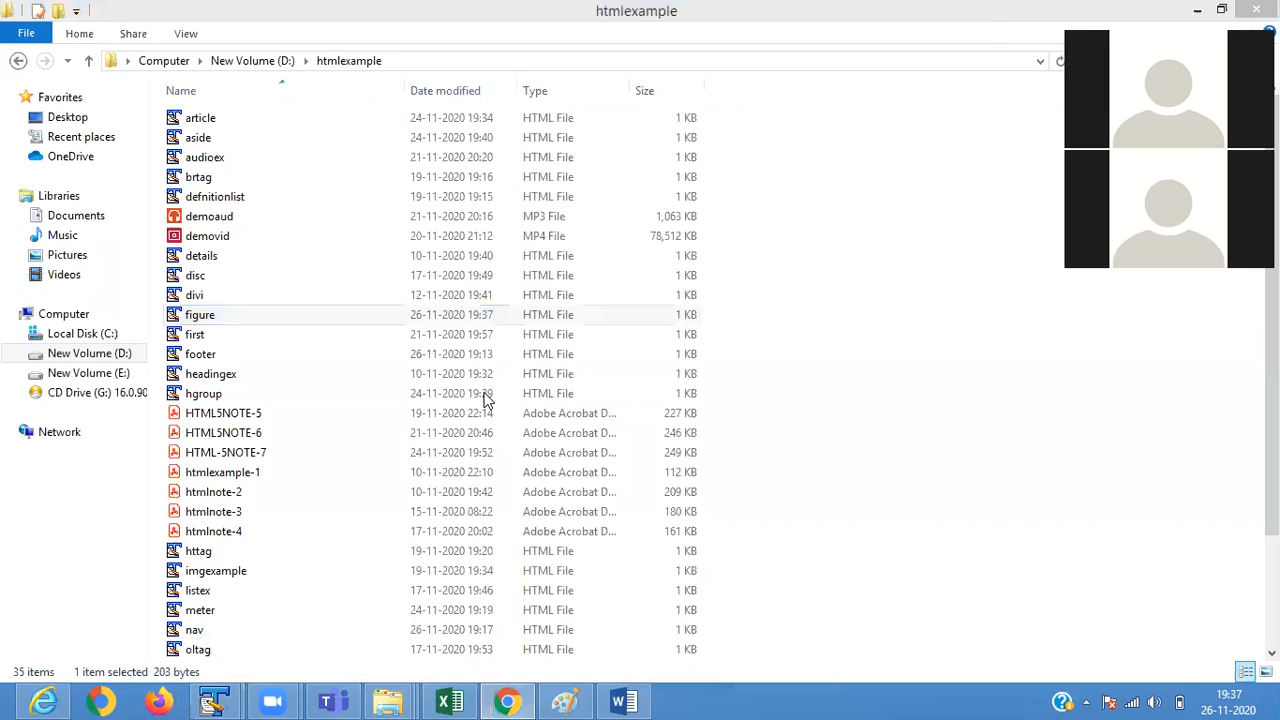 htmlexample
File Home Share View
Computer New Volume (D:) htmlexample
Name Date modified Type Size
Favorites
Desktop
Recent places
OneDrive
Libraries
Documents
Music
Pictures
Videos
Computer
Local Disk (C:)
New Volume (D:)
New Volume (E:)
CD Drive (G:) 16.0.90
Network
article 24-11-2020 19:34 HTML File 1 KB
aside 24-11-2020 19:40 HTML File 1 KB
audioex 21-11-2020 20:20 HTML File 1 KB
brtag 19-11-2020 19:16 HTML File 1 KB
defnitionlist 19-11-2020 19:15 HTML File 1 KB
demoaud 21-11-2020 20:16 MP3 File 1,063 KB
demovid 20-11-2020 21:12 MP4 File 78,512 KB
details 10-11-2020 19:40 HTML File 1 KB
disc 17-11-2020 19:49 HTML File 1 KB
divi 12-11-2020 19:41 HTML File 1 KB
figure 26-11-2020 19:37 HTML File 1 KB
first 21-11-2020 19:57 HTML File 1 KB
footer 26-11-2020 19:13 HTML File 1 KB
headingex 10-11-2020 19:32 HTML File 1 KB
hgroup 24-11-2020 HTML File 1 KB
HTML5NOTE-5 19-11-2020 22:14 Adobe Acrobat D... 227 KB
HTML5NOTE-6 21-11-2020 20:46 Adobe Acrobat D... 246 KB
HTML-5NOTE-7 24-11-2020 19:52 Adobe Acrobat D... 249 KB
htmlexample-1 10-11-2020 22:10 Adobe Acrobat D... 112 KB
htmlnote-2 10-11-2020 19:42 Adobe Acrobat D... 209 KB
htmlnote-3 15-11-2020 08:22 Adobe Acrobat D... 180 KB
htmlnote-4 17-11-2020 20:02 Adobe Acrobat D... 161 KB
httag 19-11-2020 19:20 HTML File 1 KB
imgexample 19-11-2020 19:34 HTML File 1 KB
listex 17-11-2020 19:46 HTML File 1 KB
meter 24-11-2020 19:19 HTML File 1 KB
nav 26-11-2020 19:17 HTML File 1 KB
oltag 17-11-2020 19:53 HTML File 1 KB
35 items 1 item selected 203 bytes
19:37
26-11-2020